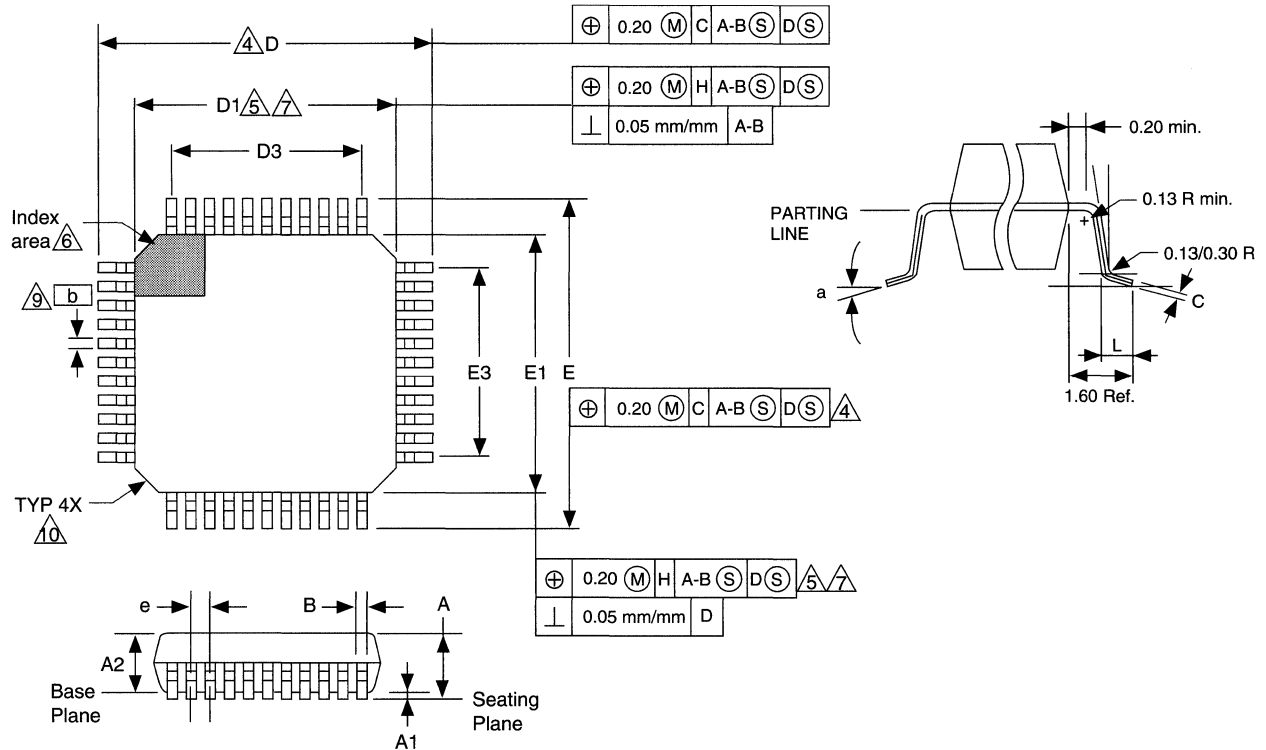 ⊕ 0.20 Ⓜ C A-B Ⓢ D Ⓢ
4 D
⊕ 0.20 Ⓜ H A-B Ⓢ D Ⓢ
⊥ 0.05 mm/mm A-B
D1 5 7
D3
0.20 min.
0.13 R min.
PARTING
LINE
0.13/0.30 R
a
C
L
1.60 Ref.
Index
area 6
9 b
E3
E1
E
⊕ 0.20 Ⓜ C A-B Ⓢ D Ⓢ 4
TYP 4X
10
⊕ 0.20 Ⓜ H A-B Ⓢ D Ⓢ 5 7
⊥ 0.05 mm/mm D
e
B
A
A2
Base
Plane
Seating
Plane
A1